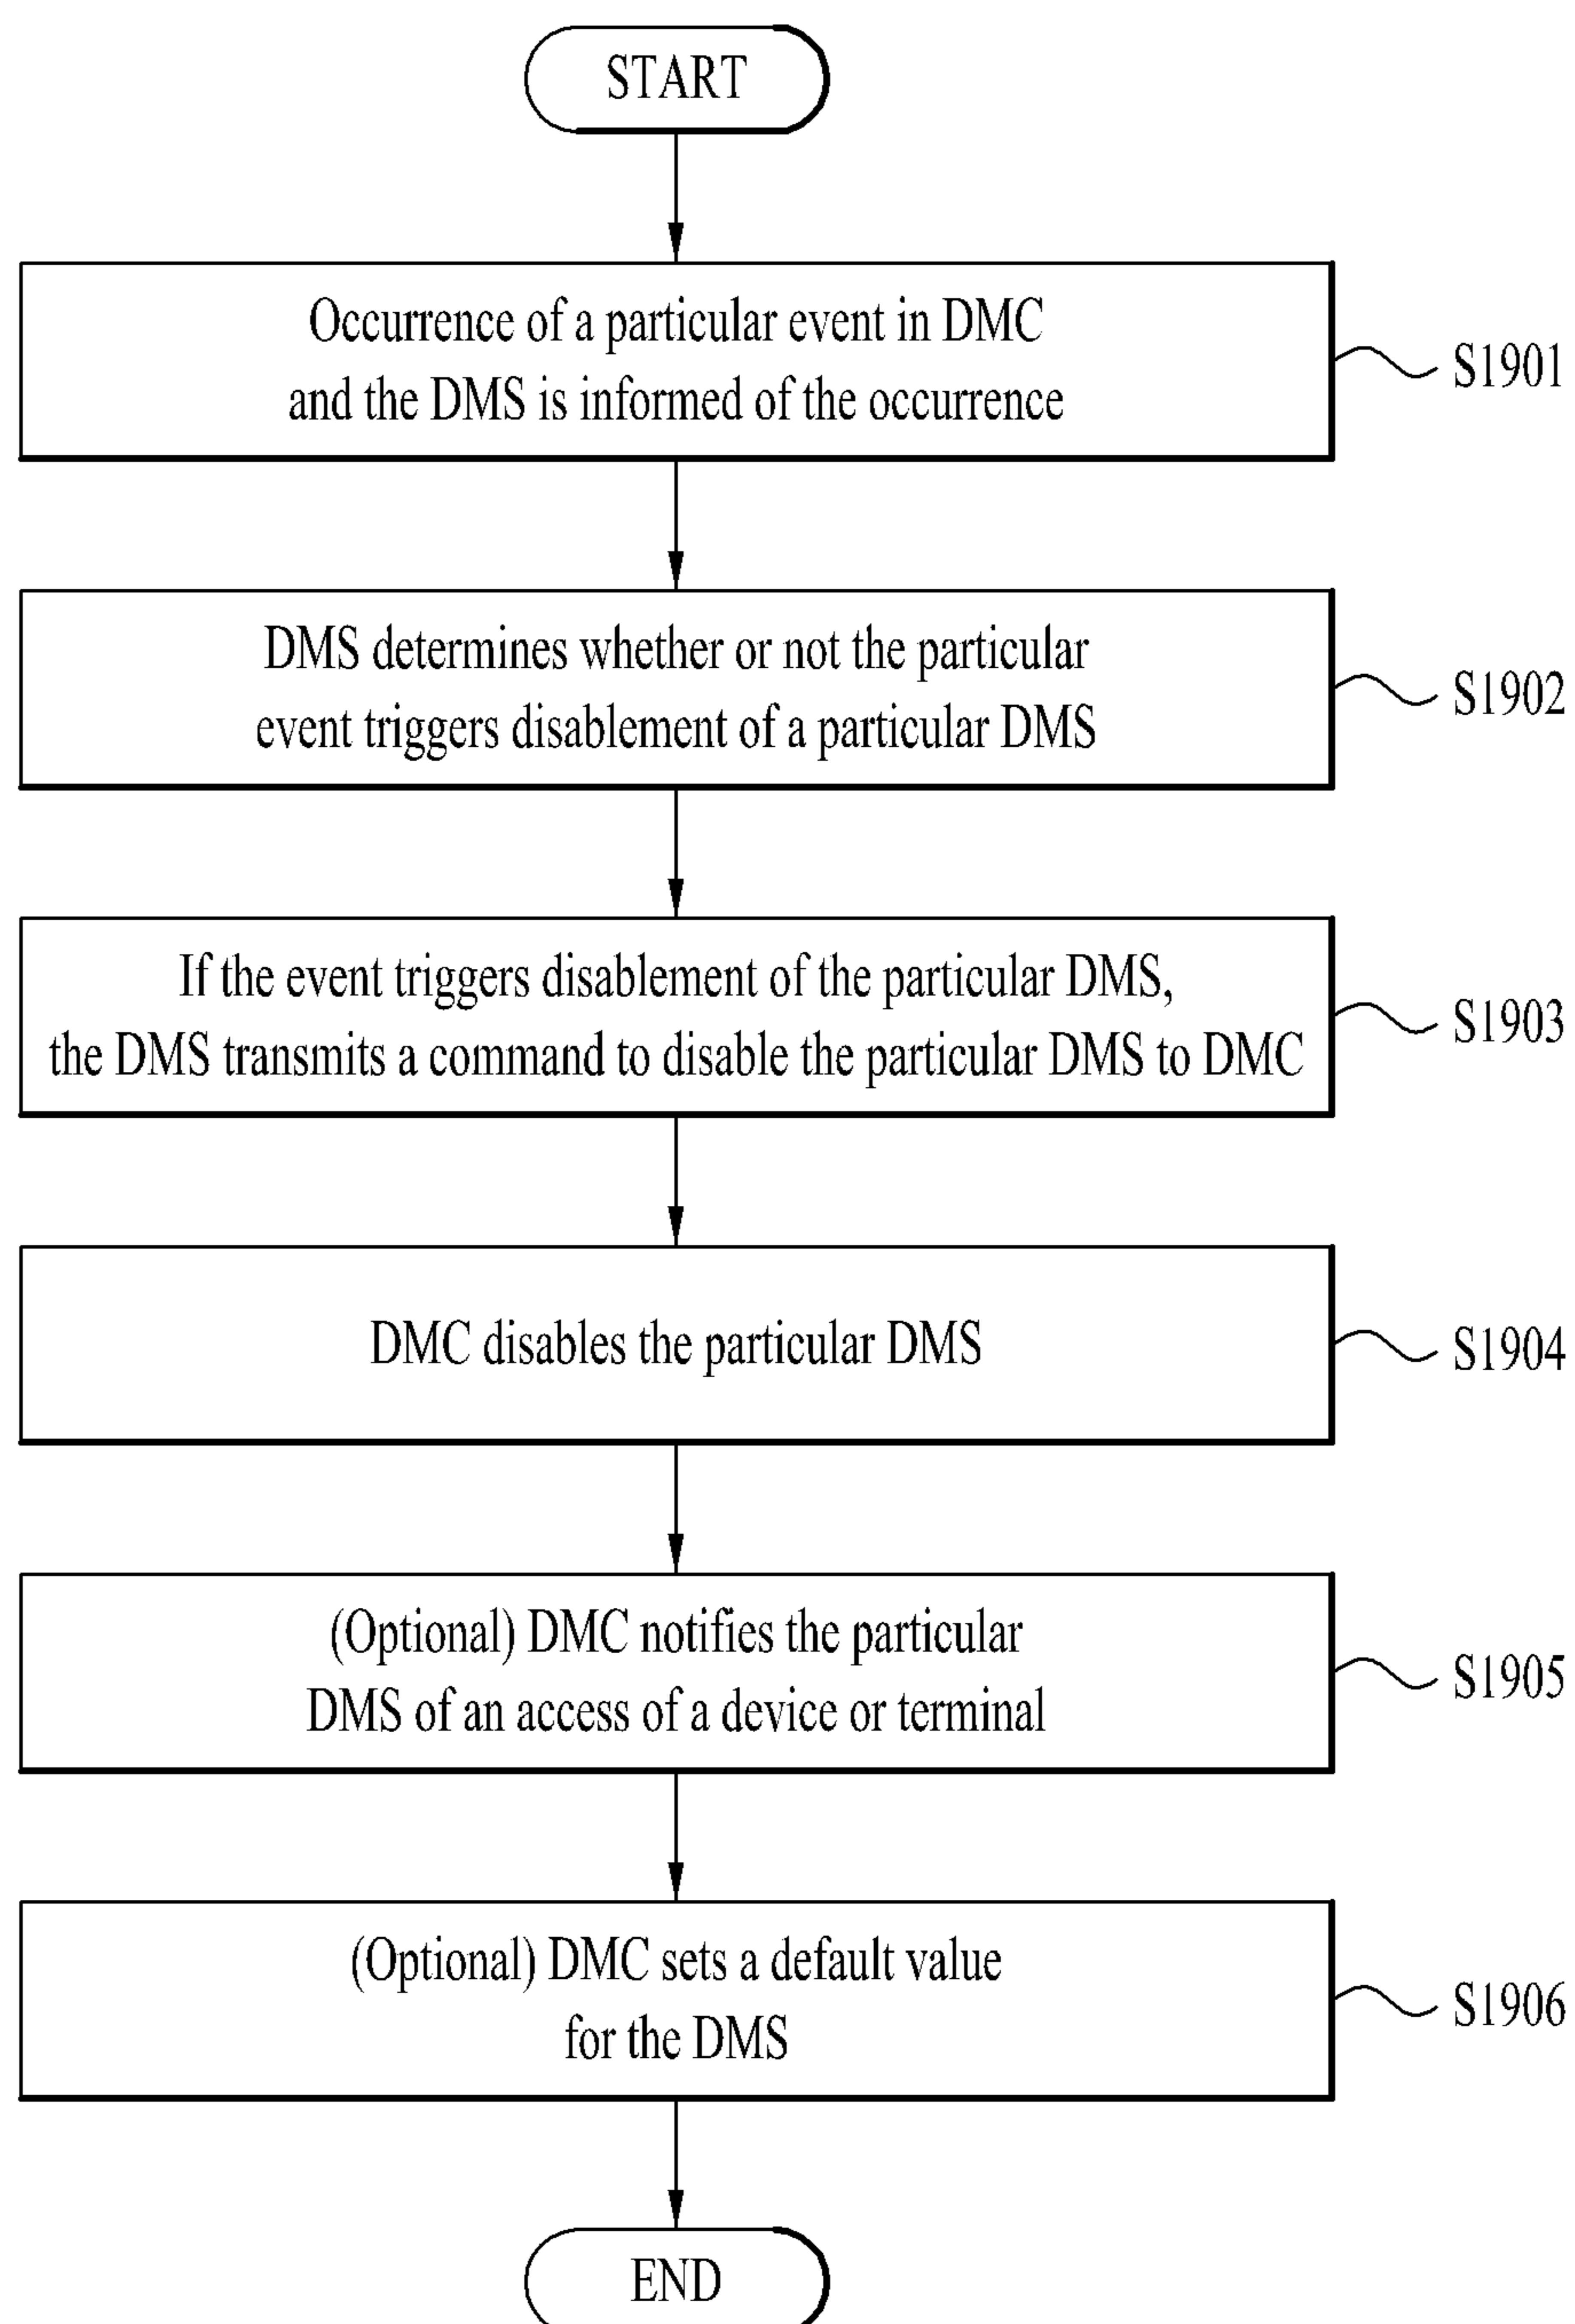 START
Occurrence of a particular event in DMC
and the DMS is informed of the occurrence
S1901
DMS determines whether or not the particular
event triggers disablement of a particular DMS
S1902
If the event triggers disablement of the particular DMS,
the DMS transmits a command to disable the particular DMS to DMC
S1903
DMC disables the particular DMS
S1904
(Optional) DMC notifies the particular
DMS of an access of a device or terminal
S1905
(Optional) DMC sets a default value
for the DMS
S1906
END